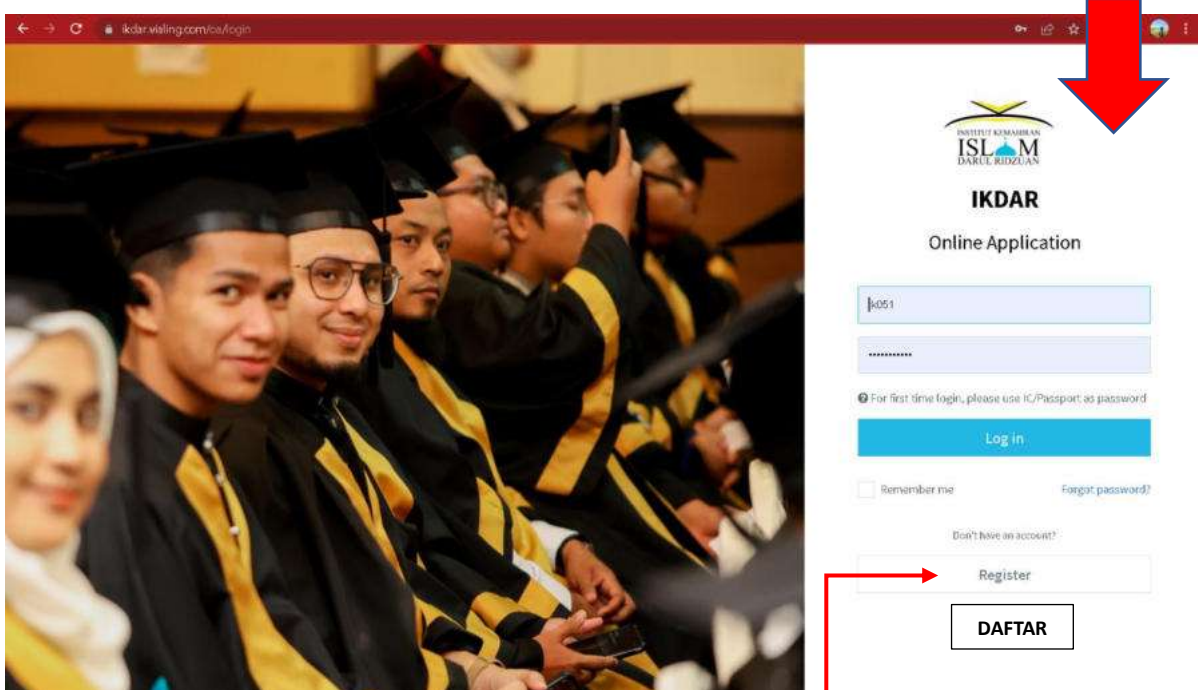 ikdar.vialing.com/oa/login
INSTITUT KEMAHIRAN
ISLAM
DARUL RIDZUAN
IKDAR
Online Application
k051
•••••••••••
For first time login, please use IC/Passport as password
Log in
Remember me Forgot password?
Don't have an account?
Register
DAFTAR